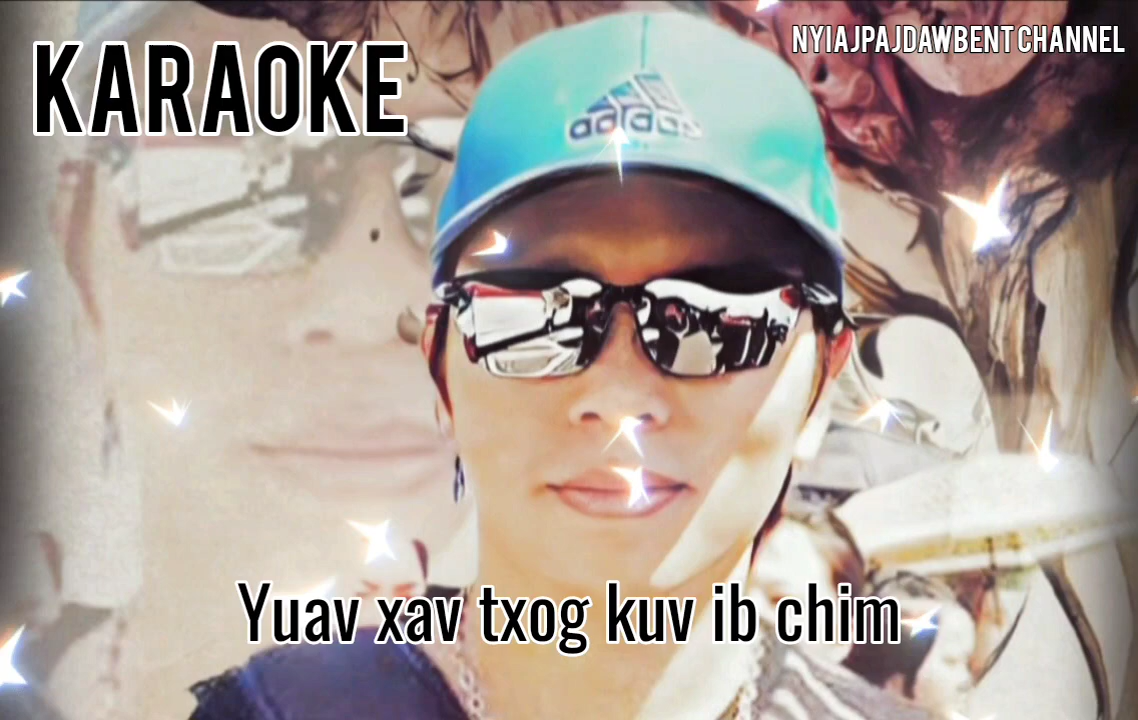 KARAOKE
NYIAJPAJDAWBENT CHANNEL
adidas
Yuav xav txog kuv ib chim